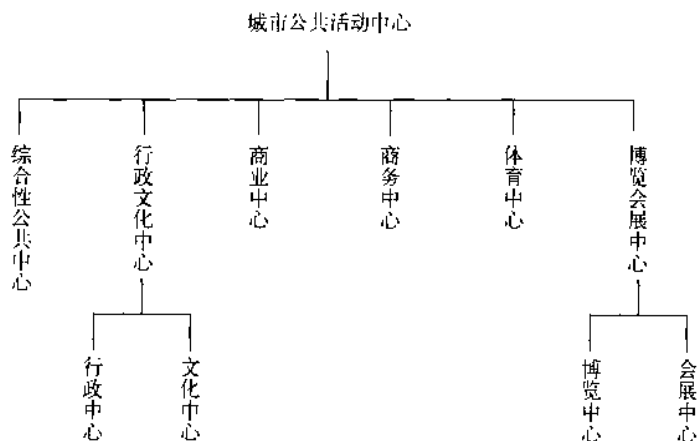 城市公共活动中心
综合性公共中心
行政文化中心
商业中心
商务中心
体育中心
博览会展中心
行政中心
文化中心
博览中心
会展中心